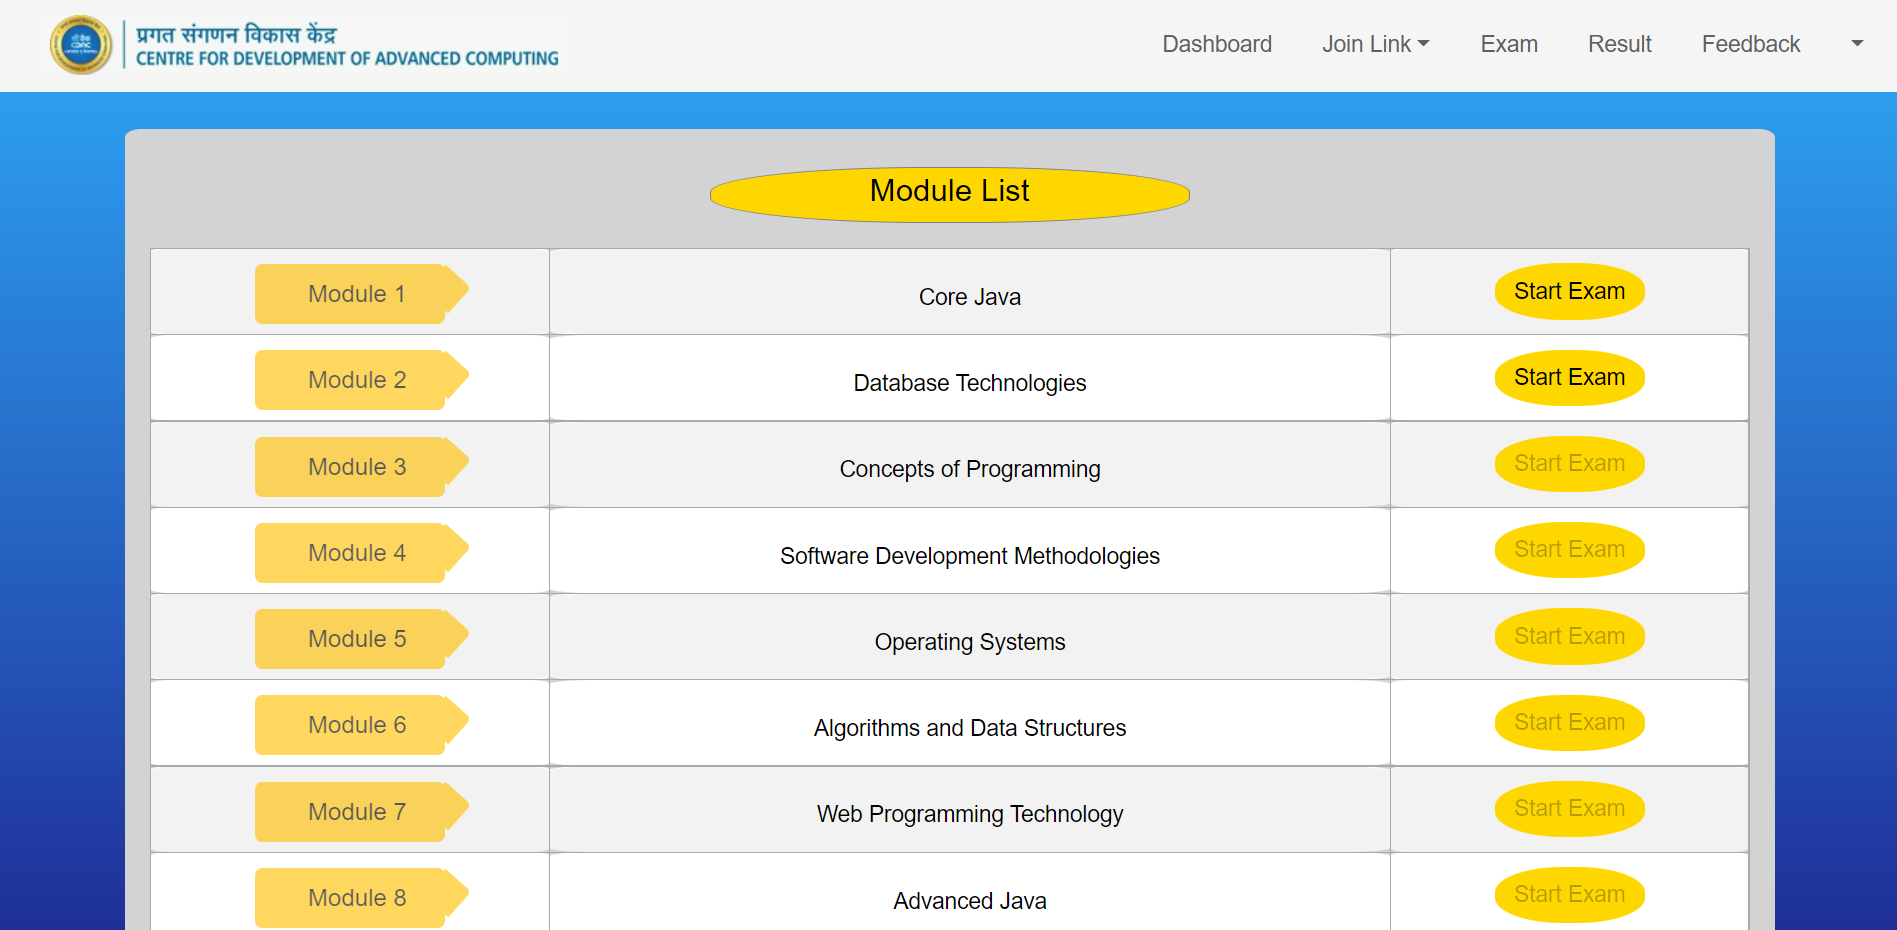 प्रगत संगणन विकास केंद्र
CENTRE FOR DEVELOPMENT OF ADVANCED COMPUTING
Dashboard Join Link Exam Result Feedback
Module List
Module 1 Core Java Start Exam
Module 2 Database Technologies Start Exam
Module 3 Concepts of Programming Start Exam
Module 4 Software Development Methodologies Start Exam
Module 5 Operating Systems Start Exam
Module 6 Algorithms and Data Structures Start Exam
Module 7 Web Programming Technology Start Exam
Module 8 Advanced Java Start Exam